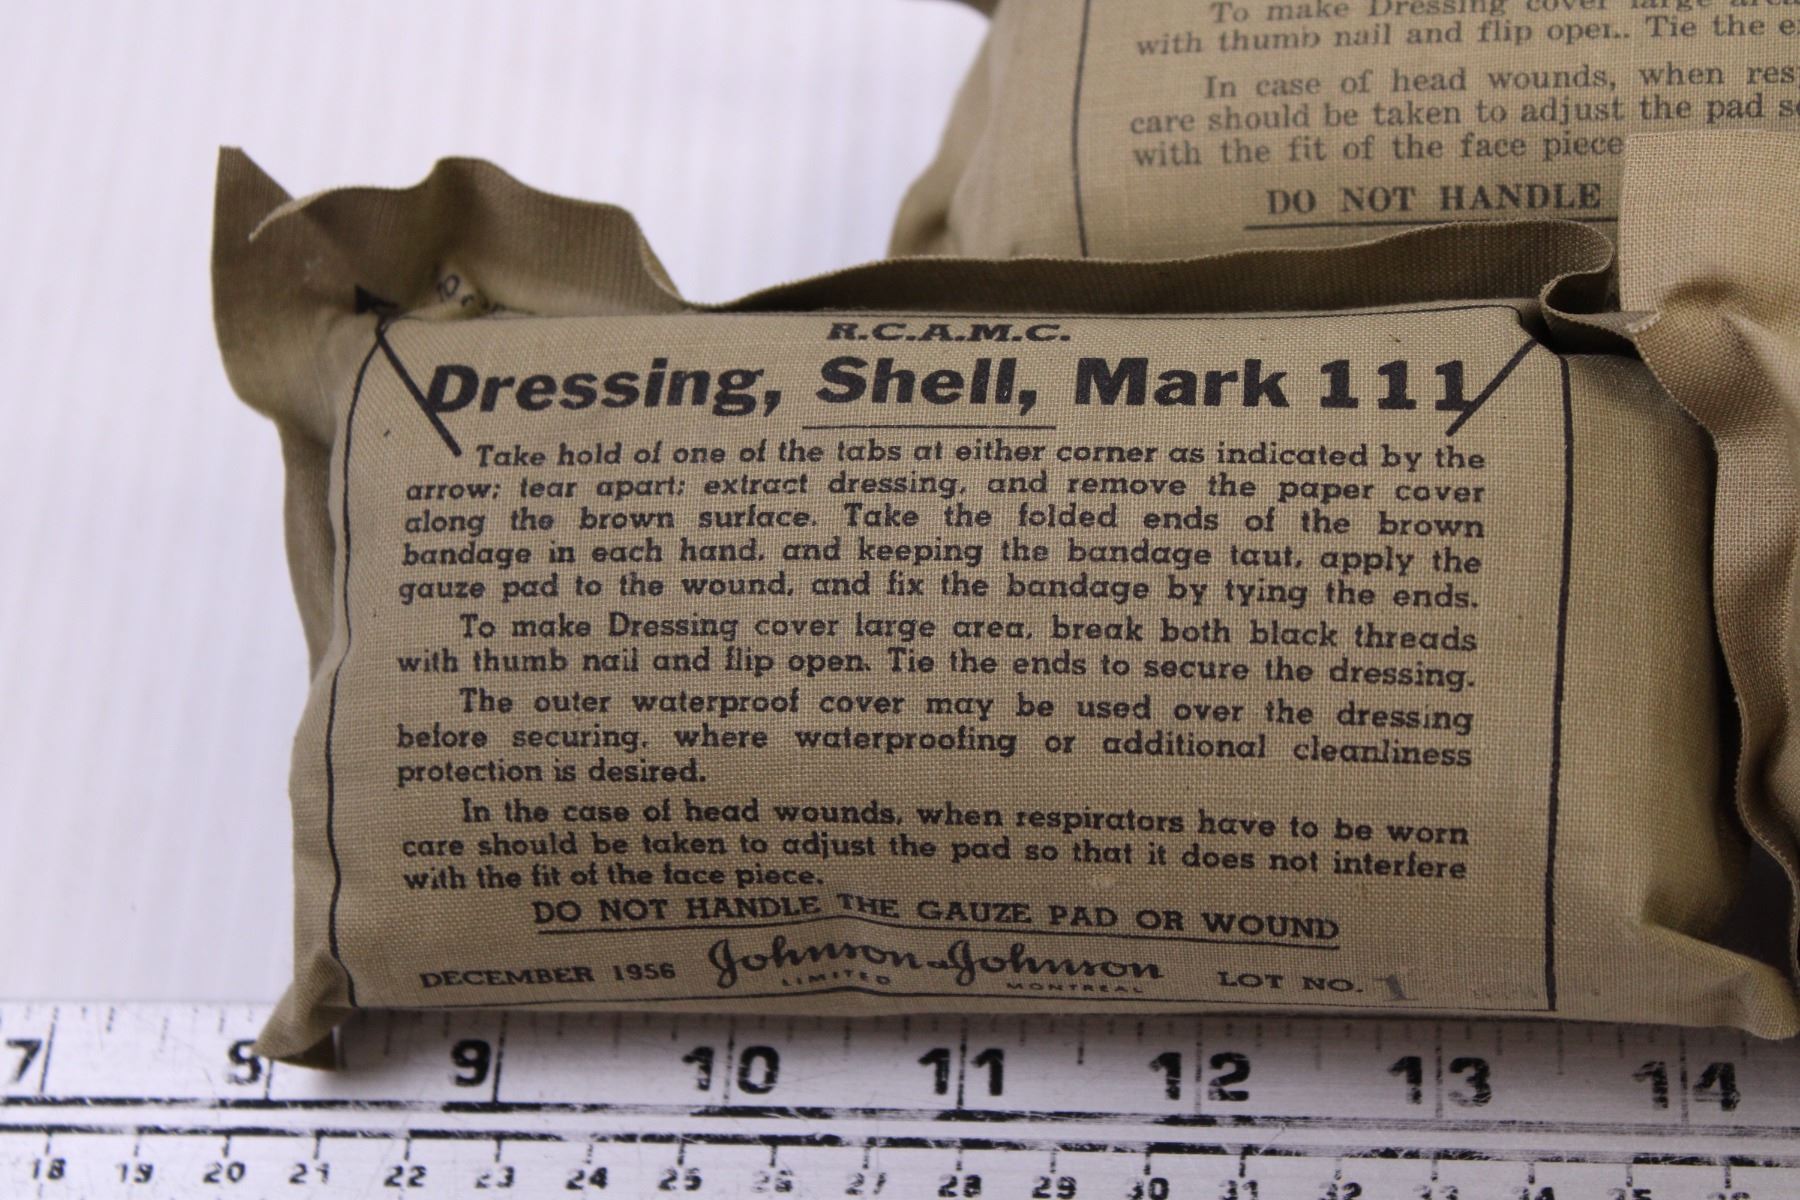 To make Dressing cover large
with thumb nail and flip open. Tie the
In case of head wounds, when
care should be taken to adjust the pad
with the fit of the face piece
DO NOT HANDLE
R.C.A.M.C.
Dressing, Shell, Mark 111
Take hold of one of the tabs at either corner as indicated by the
arrow; tear apart; extract dressing, and remove the paper cover
along the brown surface. Take the folded ends of the brown
bandage in each hand, and keeping the bandage taut, apply the
gauze pad to the wound, and fix the bandage by tying the ends.
To make Dressing cover large area, break both black threads
with thumb nail and flip open. Tie the ends to secure the dressing.
The outer waterproof cover may be used over the dressing
before securing, where waterproofing or additional cleanliness
protection is desired.
In the case of head wounds, when respirators have to be worn
care should be taken to adjust the pad so that it does not interfere
with the fit of the face piece.
DO NOT HANDLE THE GAUZE PAD OR WOUND
DECEMBER 1956 Johnson & Johnson LOT NO. 1
LIMITED MONTREAL
7 8 9 10 11 12 13 14
18 19 20 21 22 23 24 25 26 27 28 29 30 31 32 33 34 35